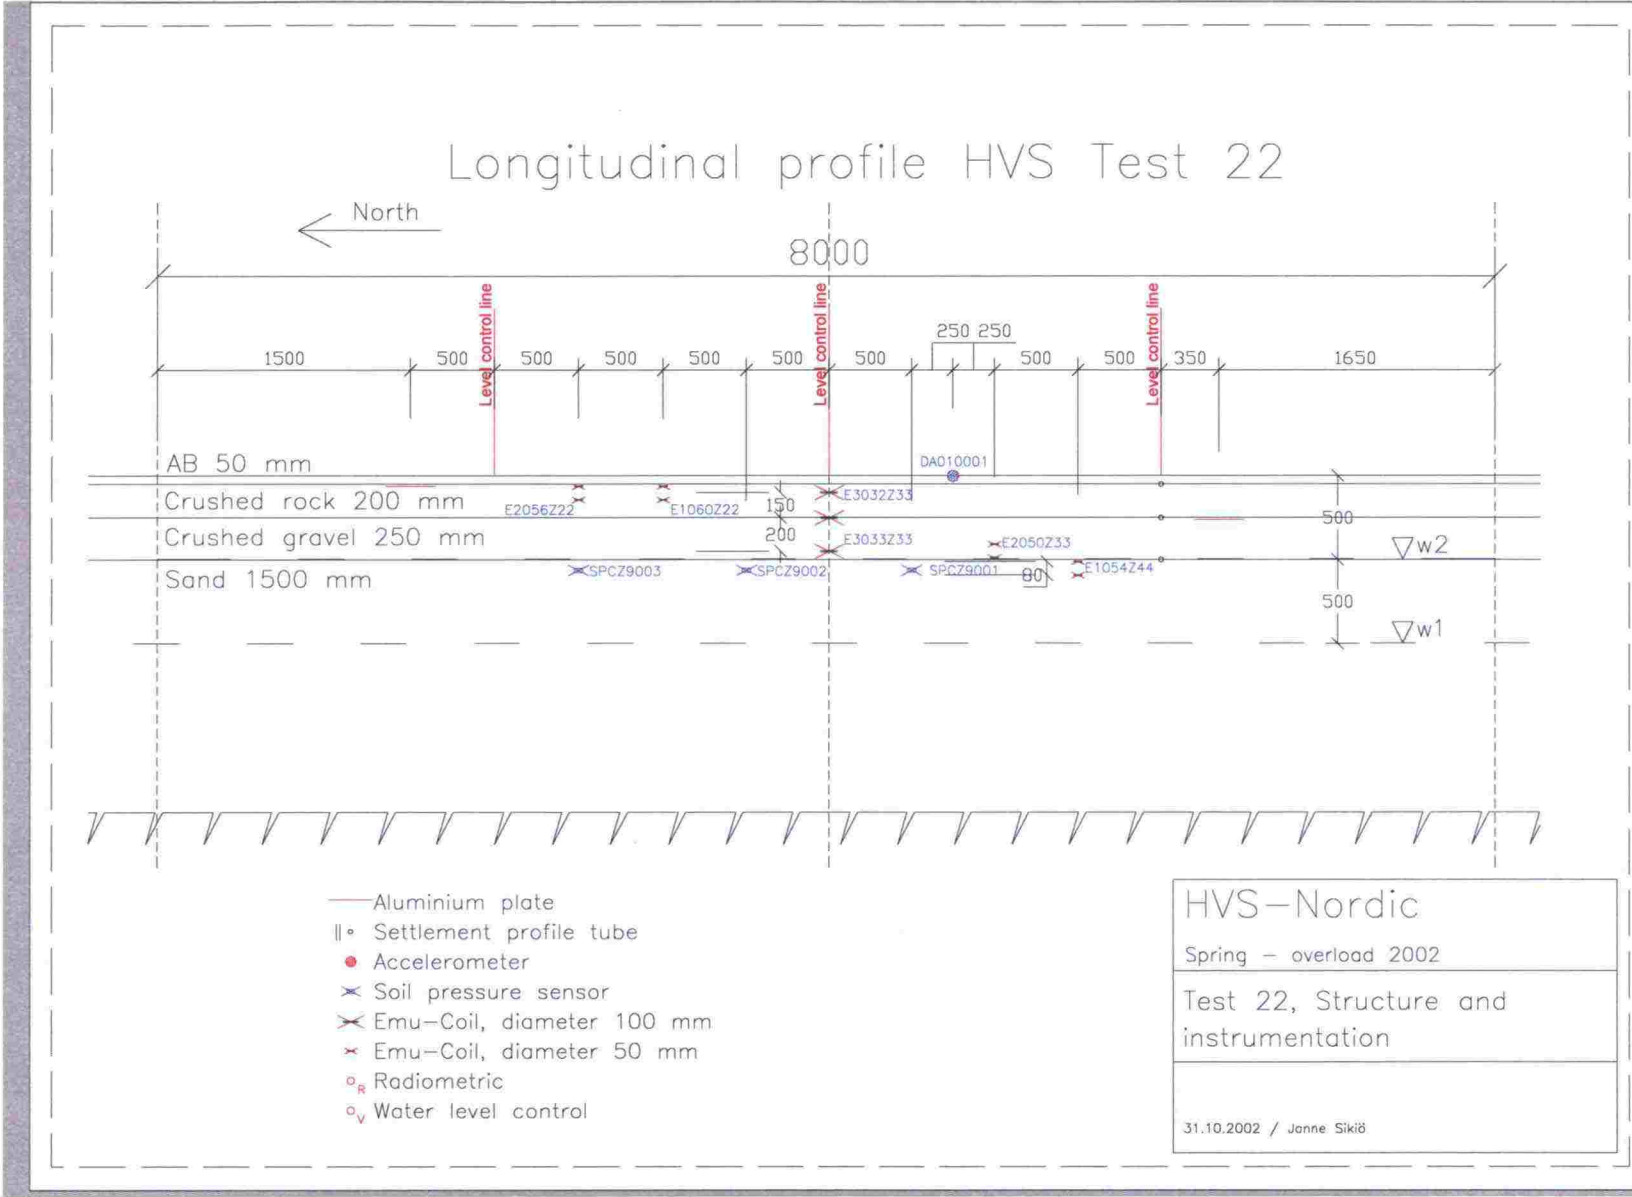 Longitudinal profile HVS Test 22
North
8000
Level control line
Level control line
Level control line
250 250
1500 500 500 500 500 500 500 500 500 350 1650
AB 50 mm
DA010001
Crushed rock 200 mm
E2056Z22
E1060Z22
150
E3032Z33
500
Crushed gravel 250 mm
200
E3033Z33
E2050Z33
w2
Sand 1500 mm
SPCZ9003
SPCZ9002
SPCZ9001
80
E1054Z44
500
w1
Aluminium plate
Settlement profile tube
Accelerometer
Soil pressure sensor
Emu-Coil, diameter 100 mm
Emu-Coil, diameter 50 mm
R Radiometric
V Water level control
HVS-Nordic
Spring - overload 2002
Test 22, Structure and
instrumentation
31.10.2002 / Janne Sikiö